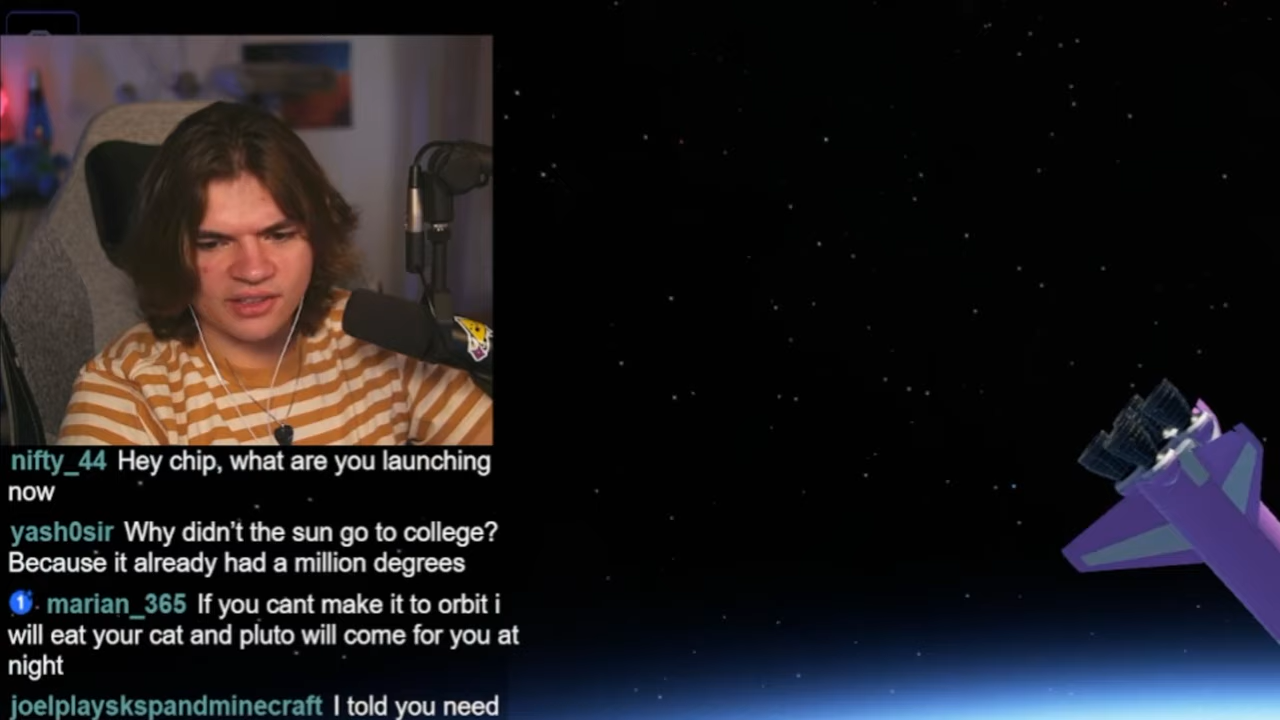 nifty_44 Hey chip, what are you launching
now
yash0sir Why didn't the sun go to college?
Because it already had a million degrees
1 marian_365 If you cant make it to orbit i
will eat your cat and pluto will come for you at
night
joelplayskspandminecraft I told you need